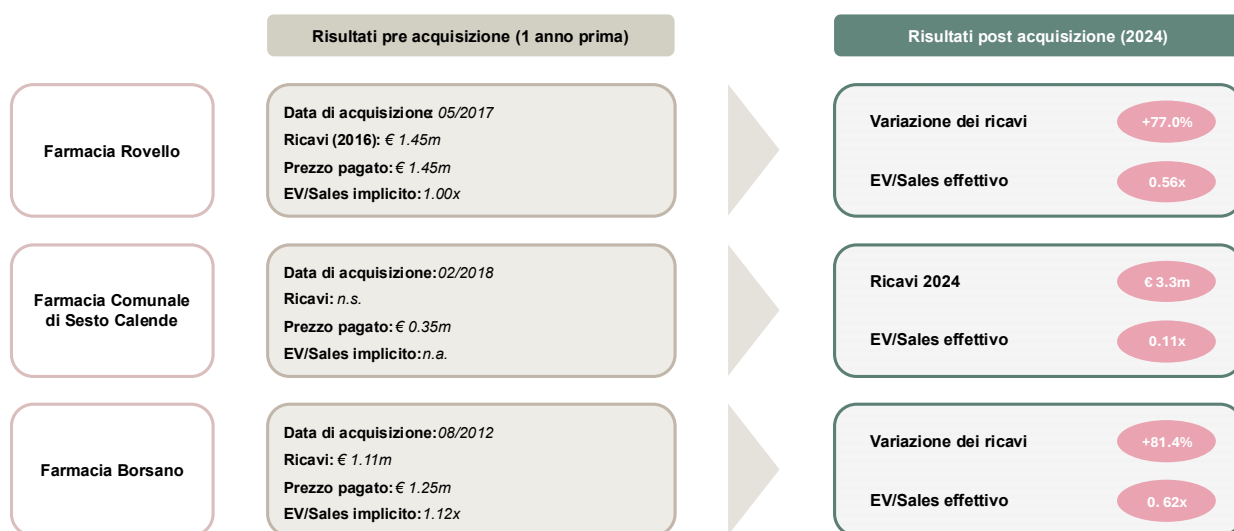 Risultati pre acquisizione (1 anno prima)
Risultati post acquisizione (2024)
Farmacia Rovello
Data di acquisizione: 05/2017
Ricavi (2016): € 1.45m
Prezzo pagato: € 1.45m
EV/Sales implicito: 1.00x
Variazione dei ricavi +77.0%
EV/Sales effettivo 0.56x
Farmacia Comunale
di Sesto Calende
Data di acquisizione: 02/2018
Ricavi: n.s.
Prezzo pagato: € 0.35m
EV/Sales implicito: n.a.
Ricavi 2024 € 3.3m
EV/Sales effettivo 0.11x
Farmacia Borsano
Data di acquisizione: 08/2012
Ricavi: € 1.11m
Prezzo pagato: € 1.25m
EV/Sales implicito: 1.12x
Variazione dei ricavi +81.4%
EV/Sales effettivo 0. 62x